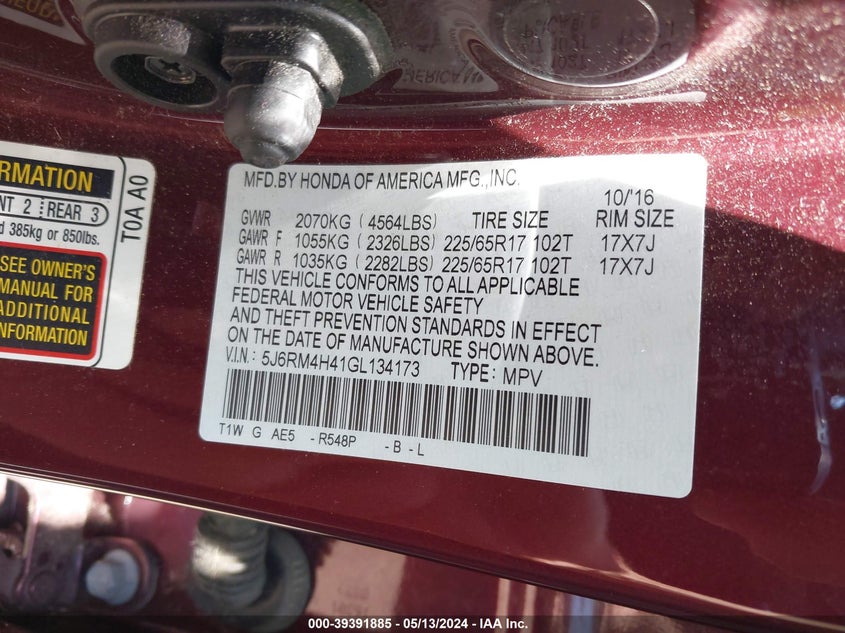 ORMATION
NT 2 REAR 3
d 385kg or 850lbs.
SEE OWNER'S
MANUAL FOR
ADDITIONAL
INFORMATION
T0A A0
MFD.BY HONDA OF AMERICA MFG.,INC. 10/'16
GVWR 2070KG (4564LBS) TIRE SIZE RIM SIZE
GAWR F 1055KG (2326LBS) 225/65R17 102T 17X7J
GAWR R 1035KG (2282LBS) 225/65R17 102T 17X7J
THIS VEHICLE CONFORMS TO ALL APPLICABLE
FEDERAL MOTOR VEHICLE SAFETY
AND THEFT PREVENTION STANDARDS IN EFFECT
ON THE DATE OF MANUFACTURE SHOWN ABOVE.
V.I.N.: 5J6RM4H41GL134173 TYPE: MPV
T1W G AE5 -R548P -B-L
000-39391885 / 05/13/2024 - IAA Inc.